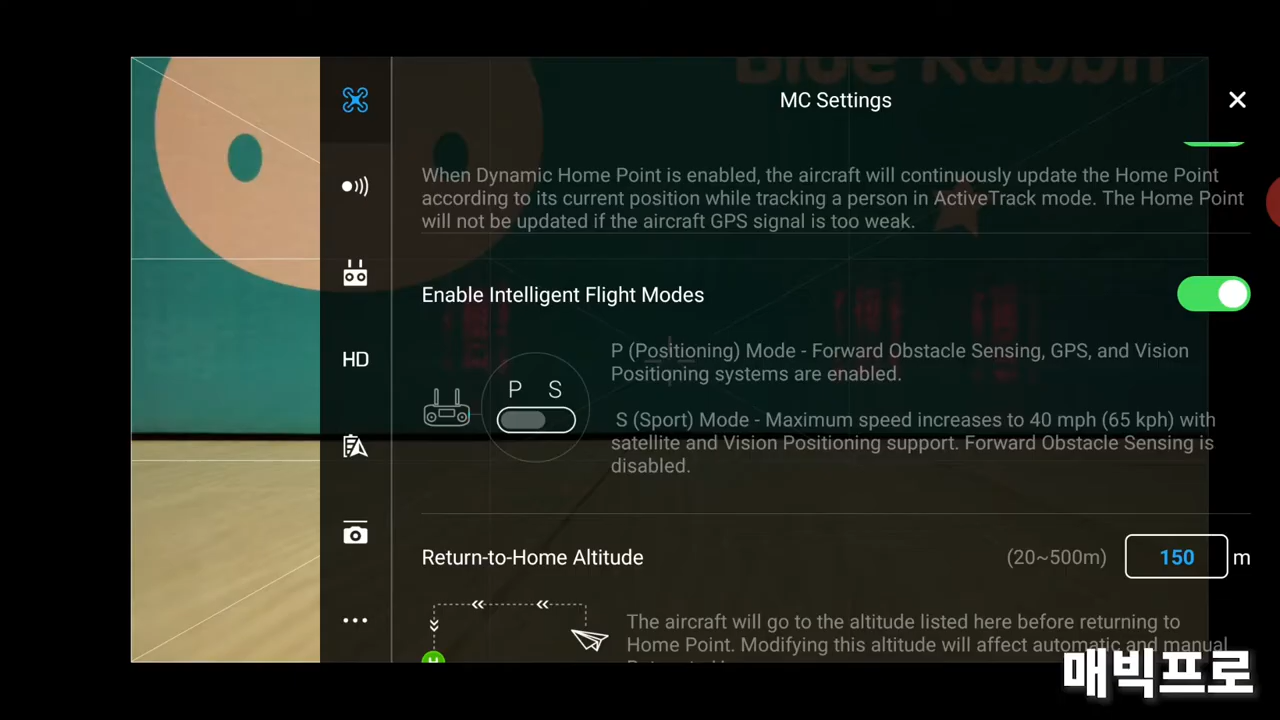 Blue Rabbit
MC Settings
When Dynamic Home Point is enabled, the aircraft will continuously update the Home Point
according to its current position while tracking a person in ActiveTrack mode. The Home Point
will not be updated if the aircraft GPS signal is too weak.
Enable Intelligent Flight Modes
P S
P (Positioning) Mode - Forward Obstacle Sensing, GPS, and Vision
Positioning systems are enabled.
S (Sport) Mode - Maximum speed increases to 40 mph (65 kph) with
satellite and Vision Positioning support. Forward Obstacle Sensing is
disabled.
HD
Return-to-Home Altitude (20~500m) 150 m
The aircraft will go to the altitude listed here before returning to
Home Point. Modifying this altitude will affect automatic and manual
H
매빅프로